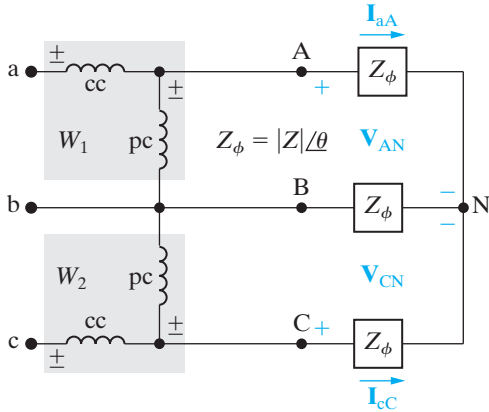 I_aA
a ± cc ± A + Z_ϕ
W_1 pc Z_ϕ = |Z|∠θ V_AN
b B Z_ϕ − − N
W_2 pc V_CN
c ± cc ± C + Z_ϕ
I_cC